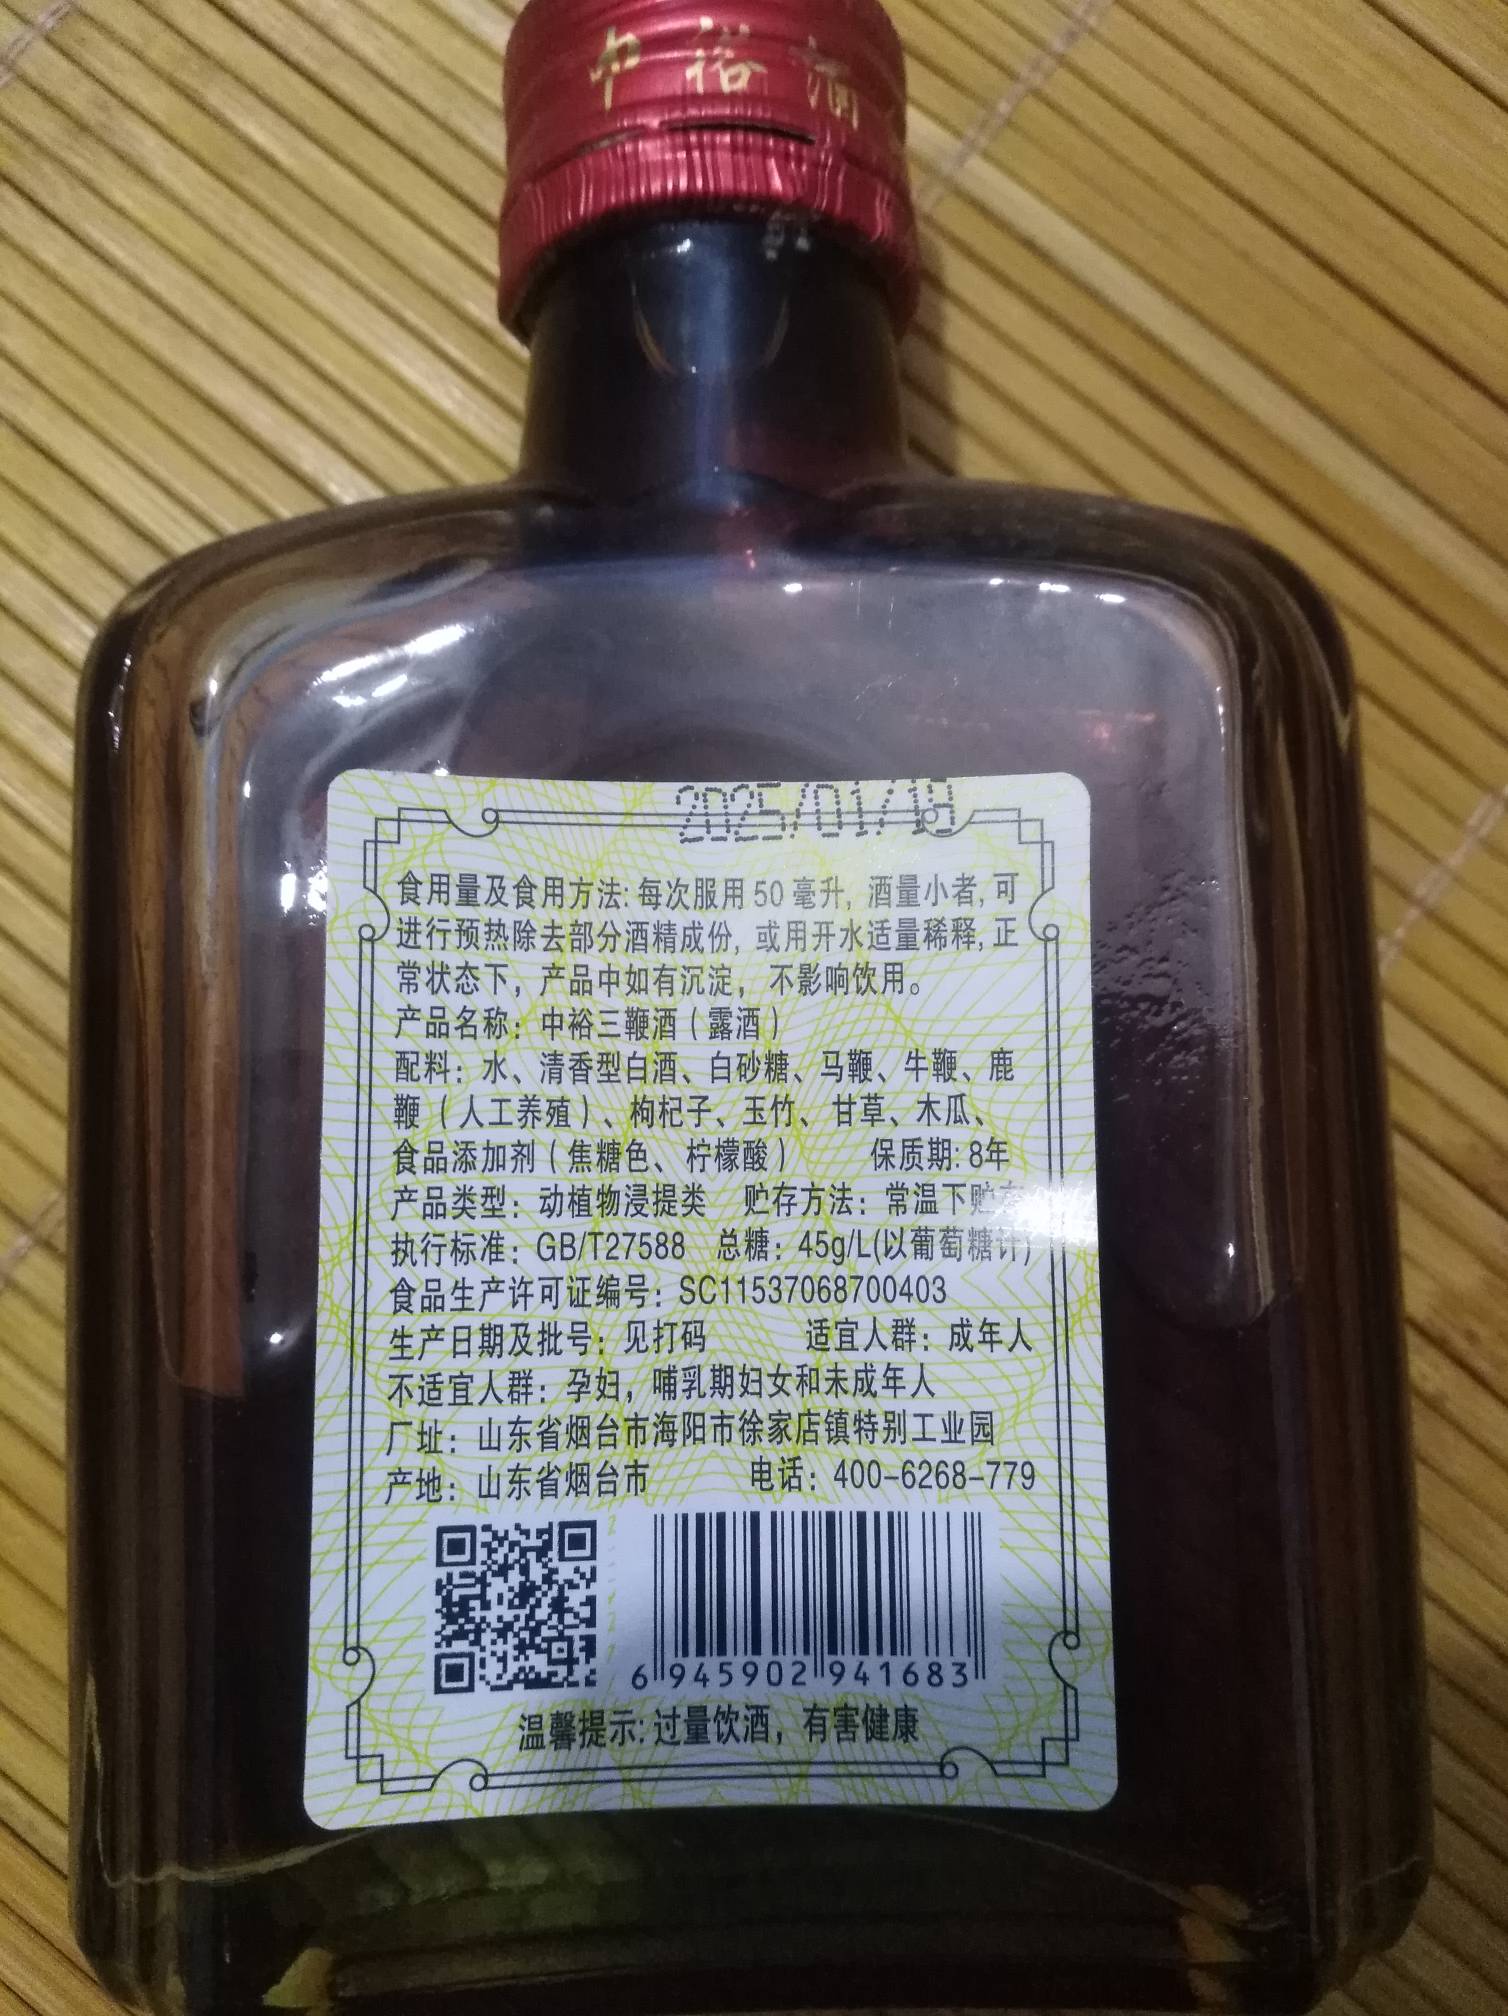 中裕酒
2025/01/19
食用量及食用方法: 每次服用 50 毫升, 酒量小者, 可
进行预热除去部分酒精成份, 或用开水适量稀释, 正
常状态下，产品中如有沉淀， 不影响饮用。
产品名称：中裕三鞭酒（露酒）
配料：水、清香型白酒、白砂糖、马鞭、牛鞭、鹿
鞭（人工养殖）、枸杞子、玉竹、甘草、木瓜、
食品添加剂（焦糖色、柠檬酸） 保质期: 8年
产品类型：动植物浸提类 贮存方法：常温下贮
执行标准：GB/T27588 总糖：45g/L(以葡萄糖计)
食品生产许可证编号：SC11537068700403
生产日期及批号：见打码 适宜人群：成年人
不适宜人群：孕妇，哺乳期妇女和未成年人
厂址：山东省烟台市海阳市徐家店镇特别工业园
产地：山东省烟台市 电话：400-6268-779
6 945902 941683
温馨提示: 过量饮酒，有害健康